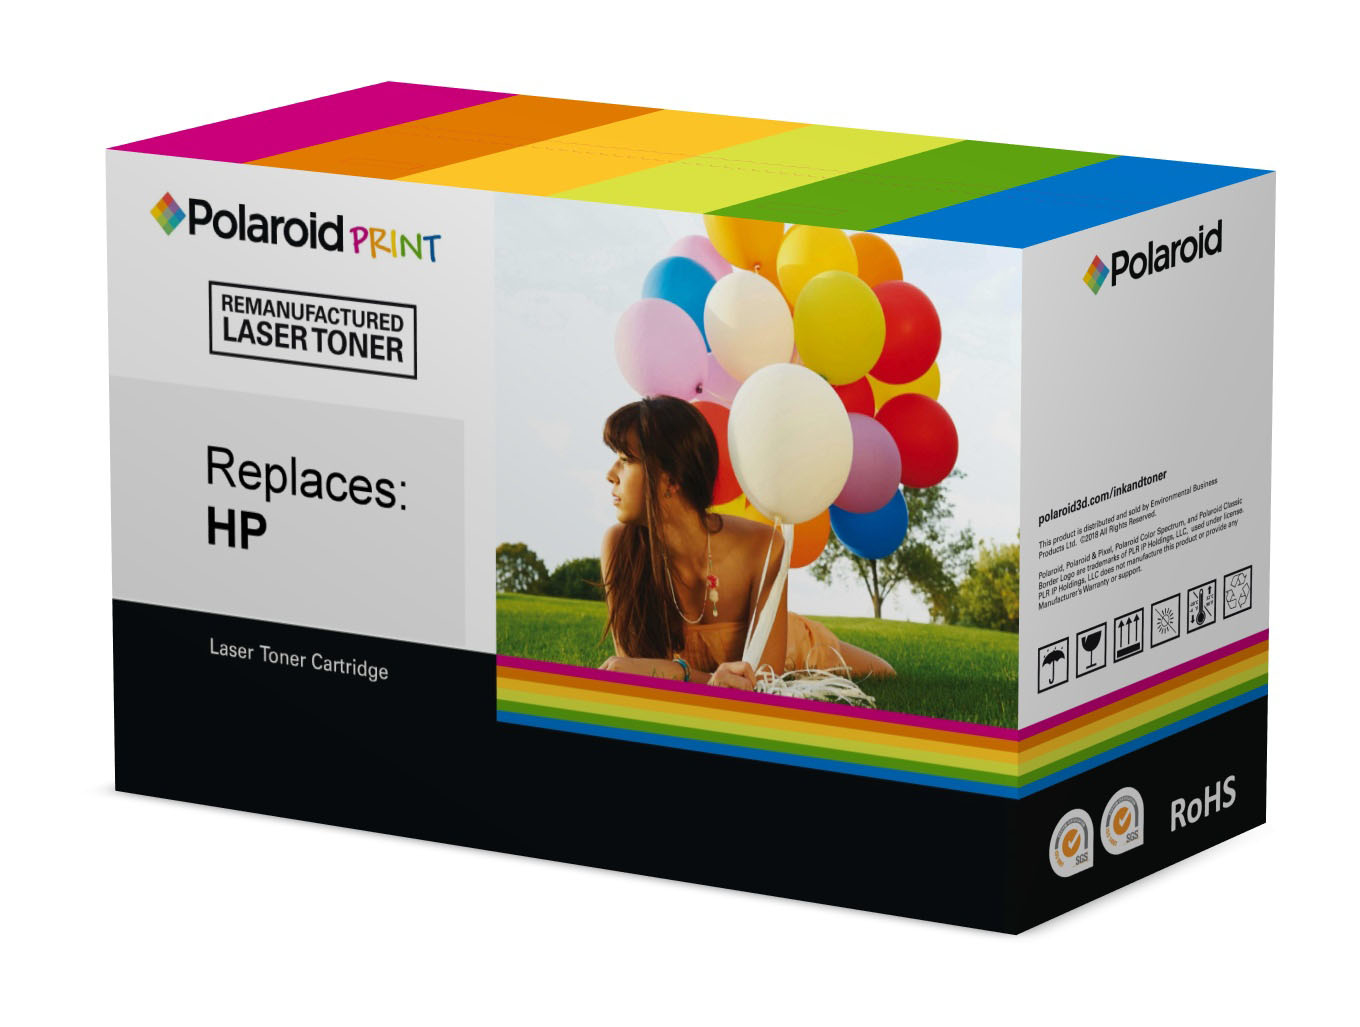 Polaroid PRINT
REMANUFACTURED
LASER TONER
Replaces:
HP
Laser Toner Cartridge
Polaroid
polaroid3d.com/inkandtoner
This product is distributed and sold by Environmental Business
Products Ltd. ©2018 All Rights Reserved.
Polaroid, Polaroid & Pixel, Polaroid Color Spectrum, and Polaroid Classic
Border Logo are trademarks of PLR IP Holdings, LLC, used under license.
PLR IP Holdings, LLC does not manufacture this product or provide any
Manufacturer's Warranty or support.
SGS
SGS
RoHS